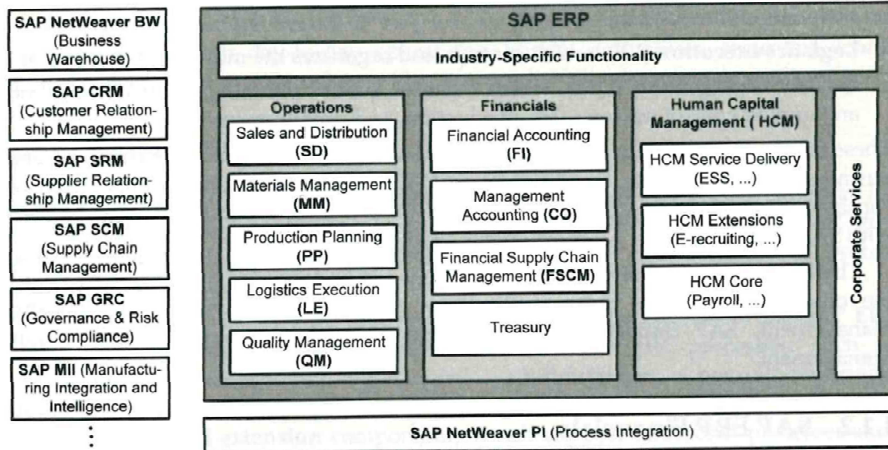 SAP NetWeaver BW
(Business
Warehouse)
SAP CRM
(Customer Relation-
ship Management)
SAP SRM
(Supplier Relation-
ship Management)
SAP SCM
(Supply Chain
Management)
SAP GRC
(Governance & Risk
Compliance)
SAP MII (Manufactu-
ring Integration and
Intelligence)
SAP ERP
Industry-Specific Functionality
Operations
Sales and Distribution
(SD)
Materials Management
(MM)
Production Planning
(PP)
Logistics Execution
(LE)
Quality Management
(QM)
Financials
Financial Accounting
(FI)
Management
Accounting (CO)
Financial Supply Chain
Management (FSCM)
Treasury
Human Capital
Management ( HCM)
HCM Service Delivery
(ESS, ...)
HCM Extensions
(E-recruiting, ...)
HCM Core
(Payroll, ...)
Corporate Services
SAP NetWeaver PI (Process Integration)